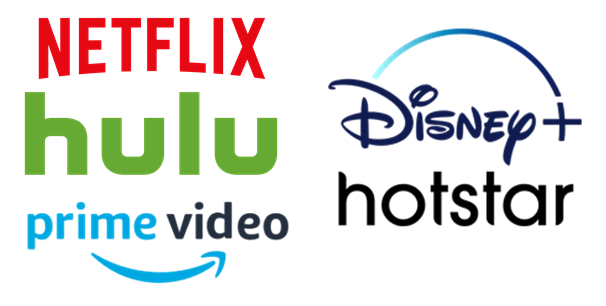 NETFLIX
hulu
prime video
Disney+
hotstar